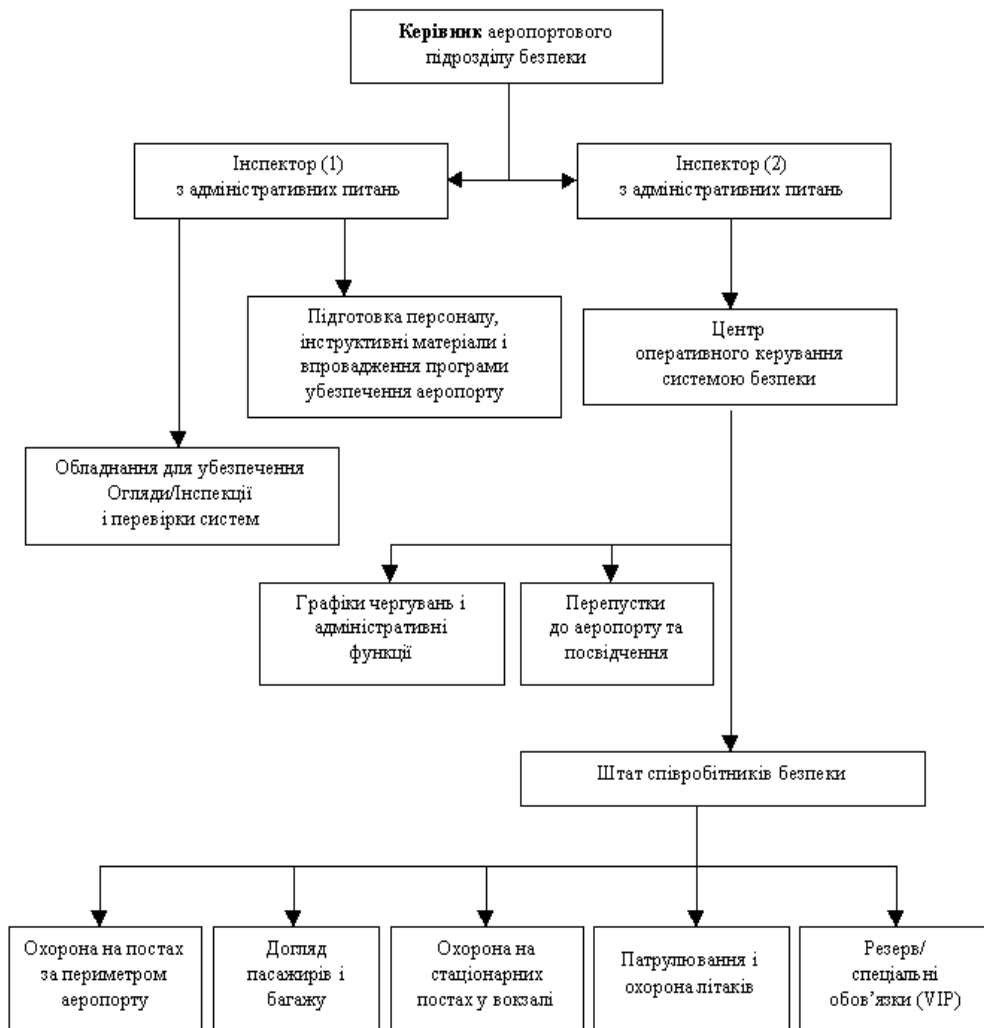 Керівник аеропортового
підрозділу безпеки
Інспектор (1)
з адміністративних питань
Інспектор (2)
з адміністративних питань
Підготовка персоналу,
інструктивні матеріали і
впровадження програми
убезпечення аеропорту
Центр
оперативного керування
системою безпеки
Обладнання для убезпечення
Огляди/Інспекції
і перевірки систем
Графіки чергувань і
адміністративні
функції
Перепустки
до аеропорту та
посвідчення
Штат співробітників безпеки
Охорона на постах
за периметром
аеропорту
Догляд
пасажирів і
багажу
Охорона на
стаціонарних
постах у вокзалі
Патрулювання і
охорона літаків
Резерв/
спеціальні
обов’язки (VIP)